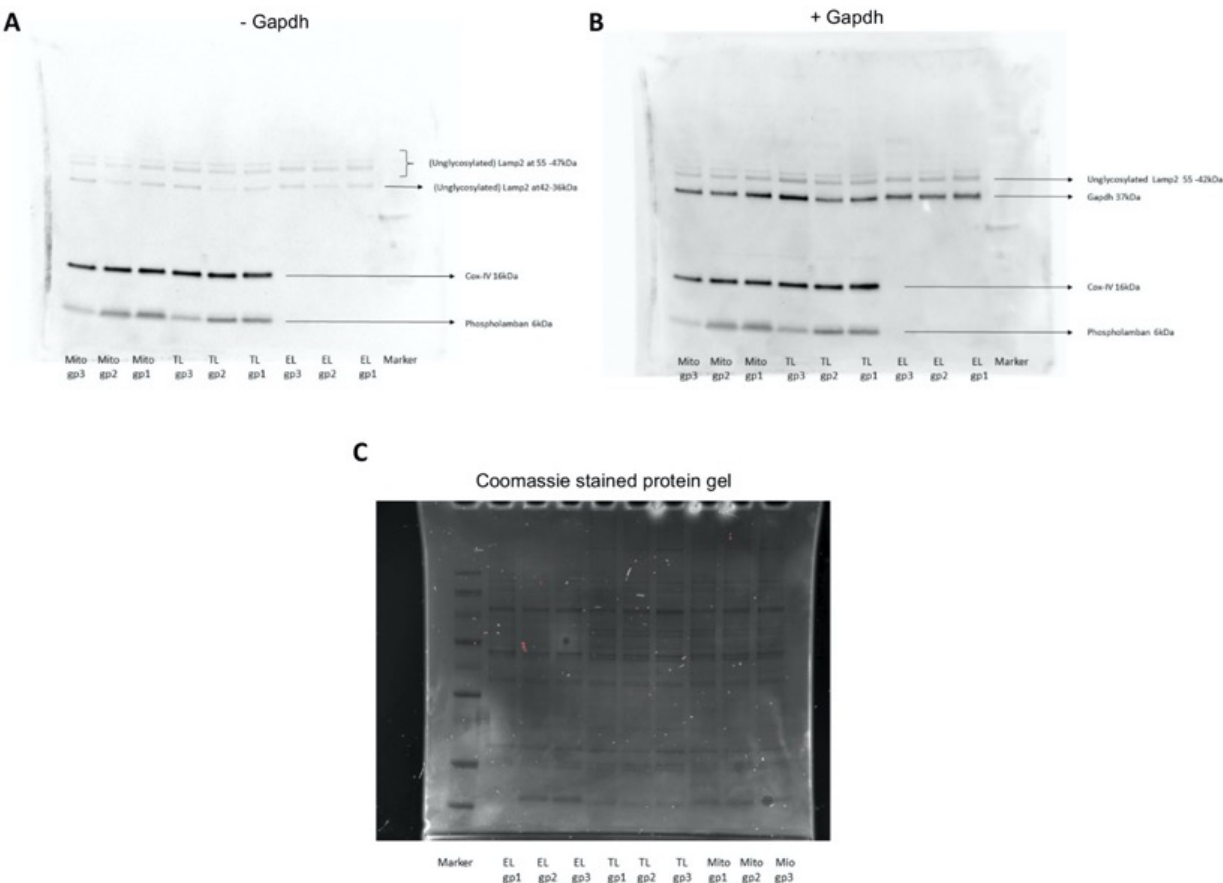 A
- Gapdh
(Unglycosylated) Lamp2 at 55 -47kDa
(Unglycosylated) Lamp2 at42-36kDa
Cox-IV 16kDa
Phospholamban 6kDa
Mito Mito Mito TL TL TL EL EL EL Marker
gp3 gp2 gp1 gp3 gp2 gp1 gp3 gp2 gp1
B
+ Gapdh
Unglycosylated Lamp2 55 -42kDa
Gapdh 37kDa
Cox-IV 16kDa
Phospholamban 6kDa
Mito Mito Mito TL TL TL EL EL EL Marker
gp3 gp2 gp1 gp3 gp2 gp1 gp3 gp2 gp1
C
Coomassie stained protein gel
Marker EL EL EL TL TL TL Mito Mito Mio
gp1 gp2 gp3 gp1 gp2 gp3 gp1 gp2 gp3